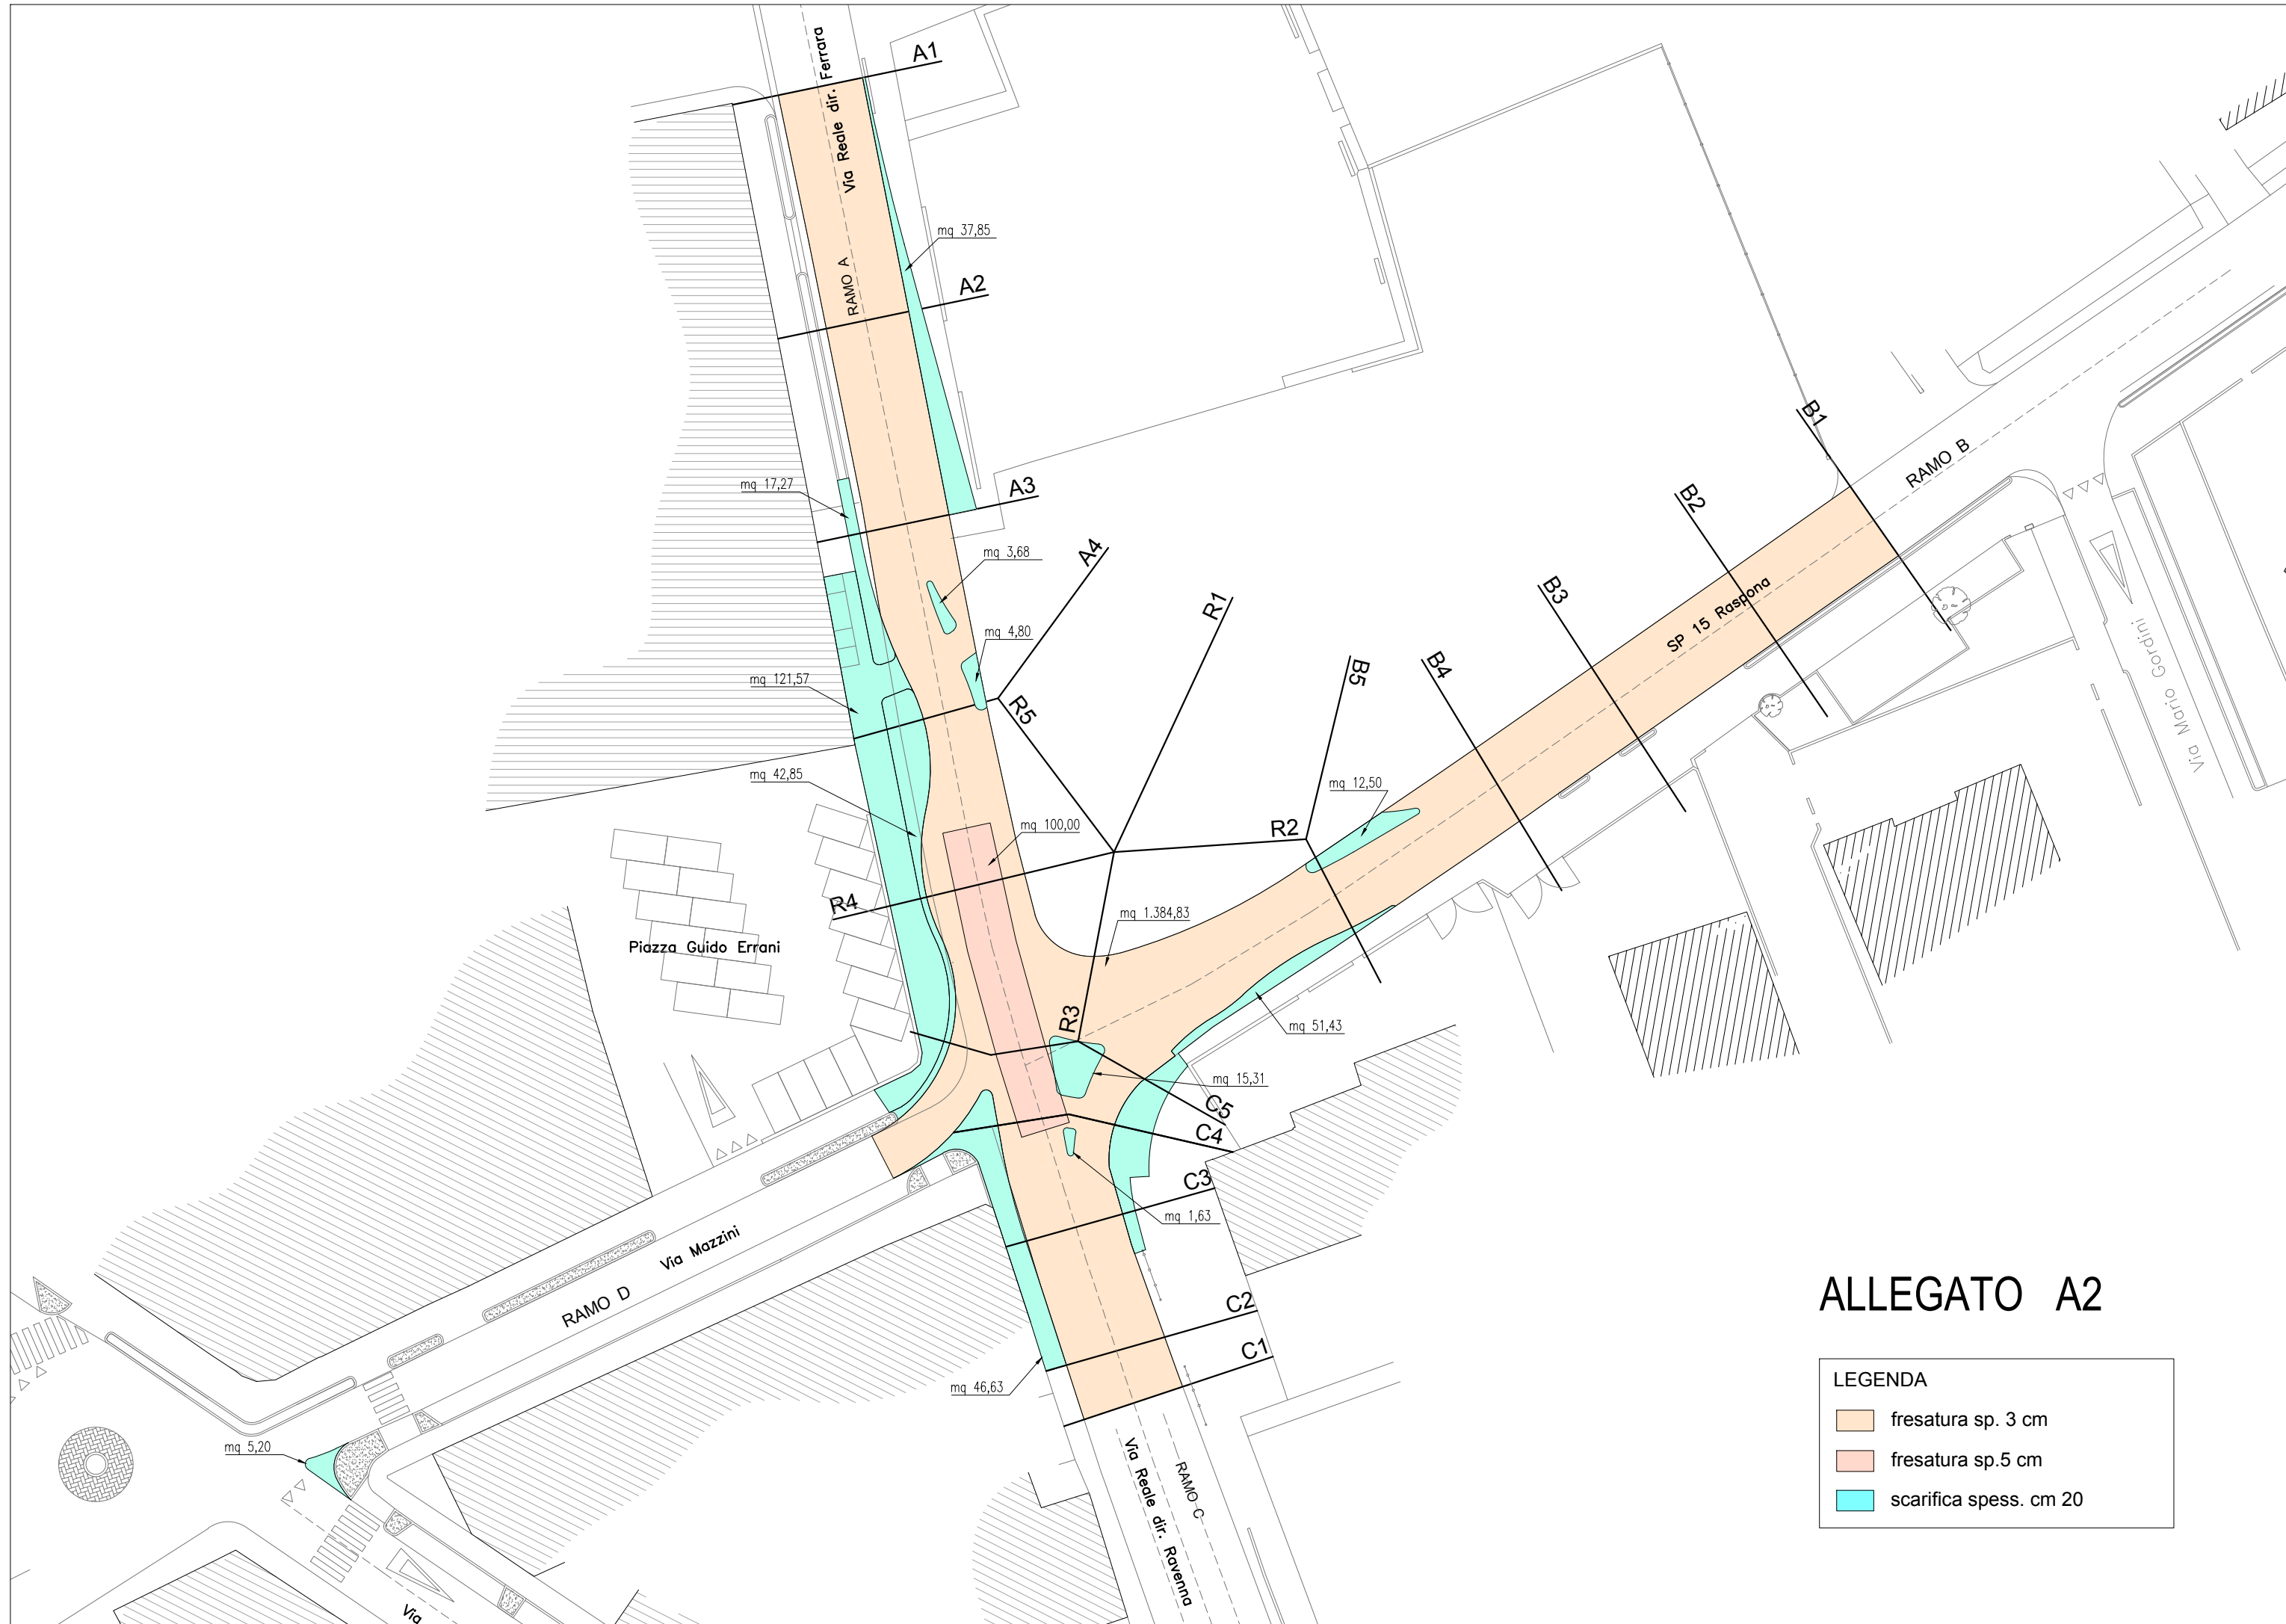 A1
Via Reale dir. Ferrara
mq 37,85
RAMO A
A2
B1
RAMO B
mq 17,27
A3
B2
mq 3,68
A4
SP 15 Raspona
B3
R1
mq 4,80
Via Mario Gordini
mq 121,57
R5
B5
B4
mq 42,85
mq 12,50
mq 100,00
R2
R4
mq 1.384,83
Piazza Guido Errani
R3
mq 51,43
mq 15,31
C5
C4
C3
mq 1,63
Via Mazzini
RAMO D
ALLEGATO A2
C2
C1
LEGENDA
mq 46,63
fresatura sp. 3 cm
mq 5,20
fresatura sp.5 cm
scarifica spess. cm 20
Via Reale dir. Ravenna
RAMO C
Via